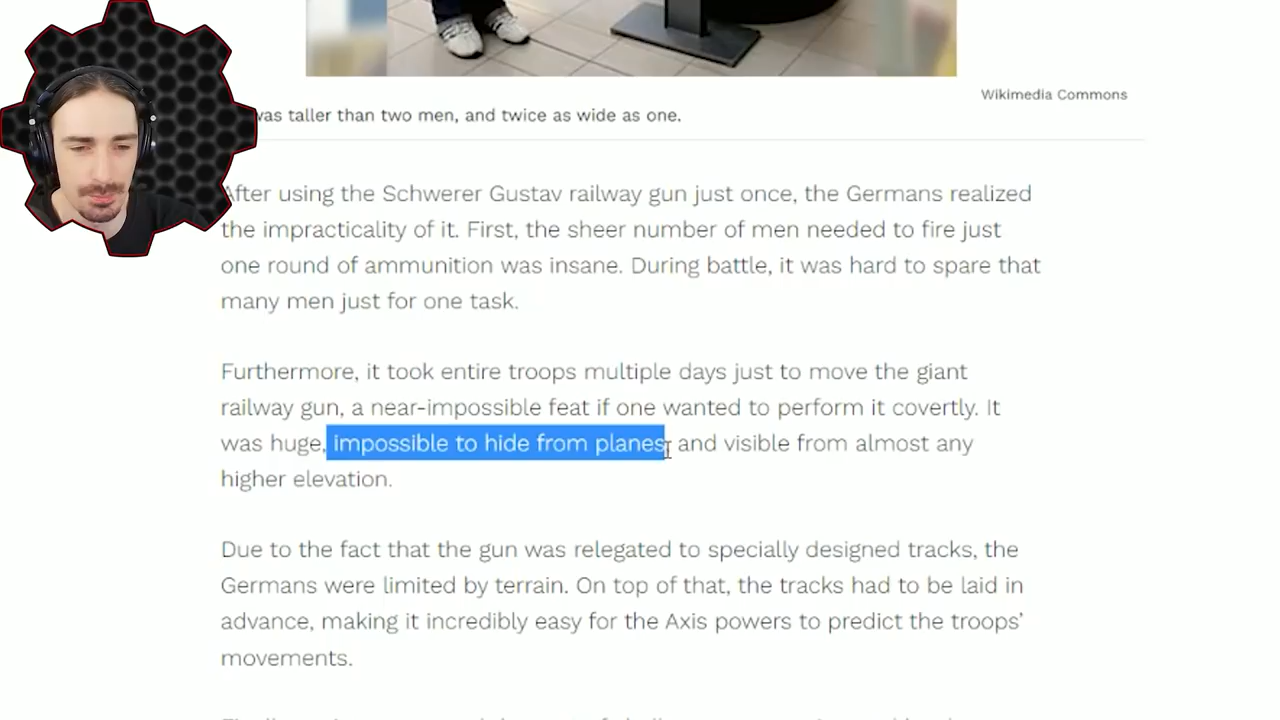 Wikimedia Commons
was taller than two men, and twice as wide as one.
After using the Schwerer Gustav railway gun just once, the Germans realized
the impracticality of it. First, the sheer number of men needed to fire just
one round of ammunition was insane. During battle, it was hard to spare that
many men just for one task.
Furthermore, it took entire troops multiple days just to move the giant
railway gun, a near-impossible feat if one wanted to perform it covertly. It
was huge, impossible to hide from planes, and visible from almost any
higher elevation.
Due to the fact that the gun was relegated to specially designed tracks, the
Germans were limited by terrain. On top of that, the tracks had to be laid in
advance, making it incredibly easy for the Axis powers to predict the troops’
movements.